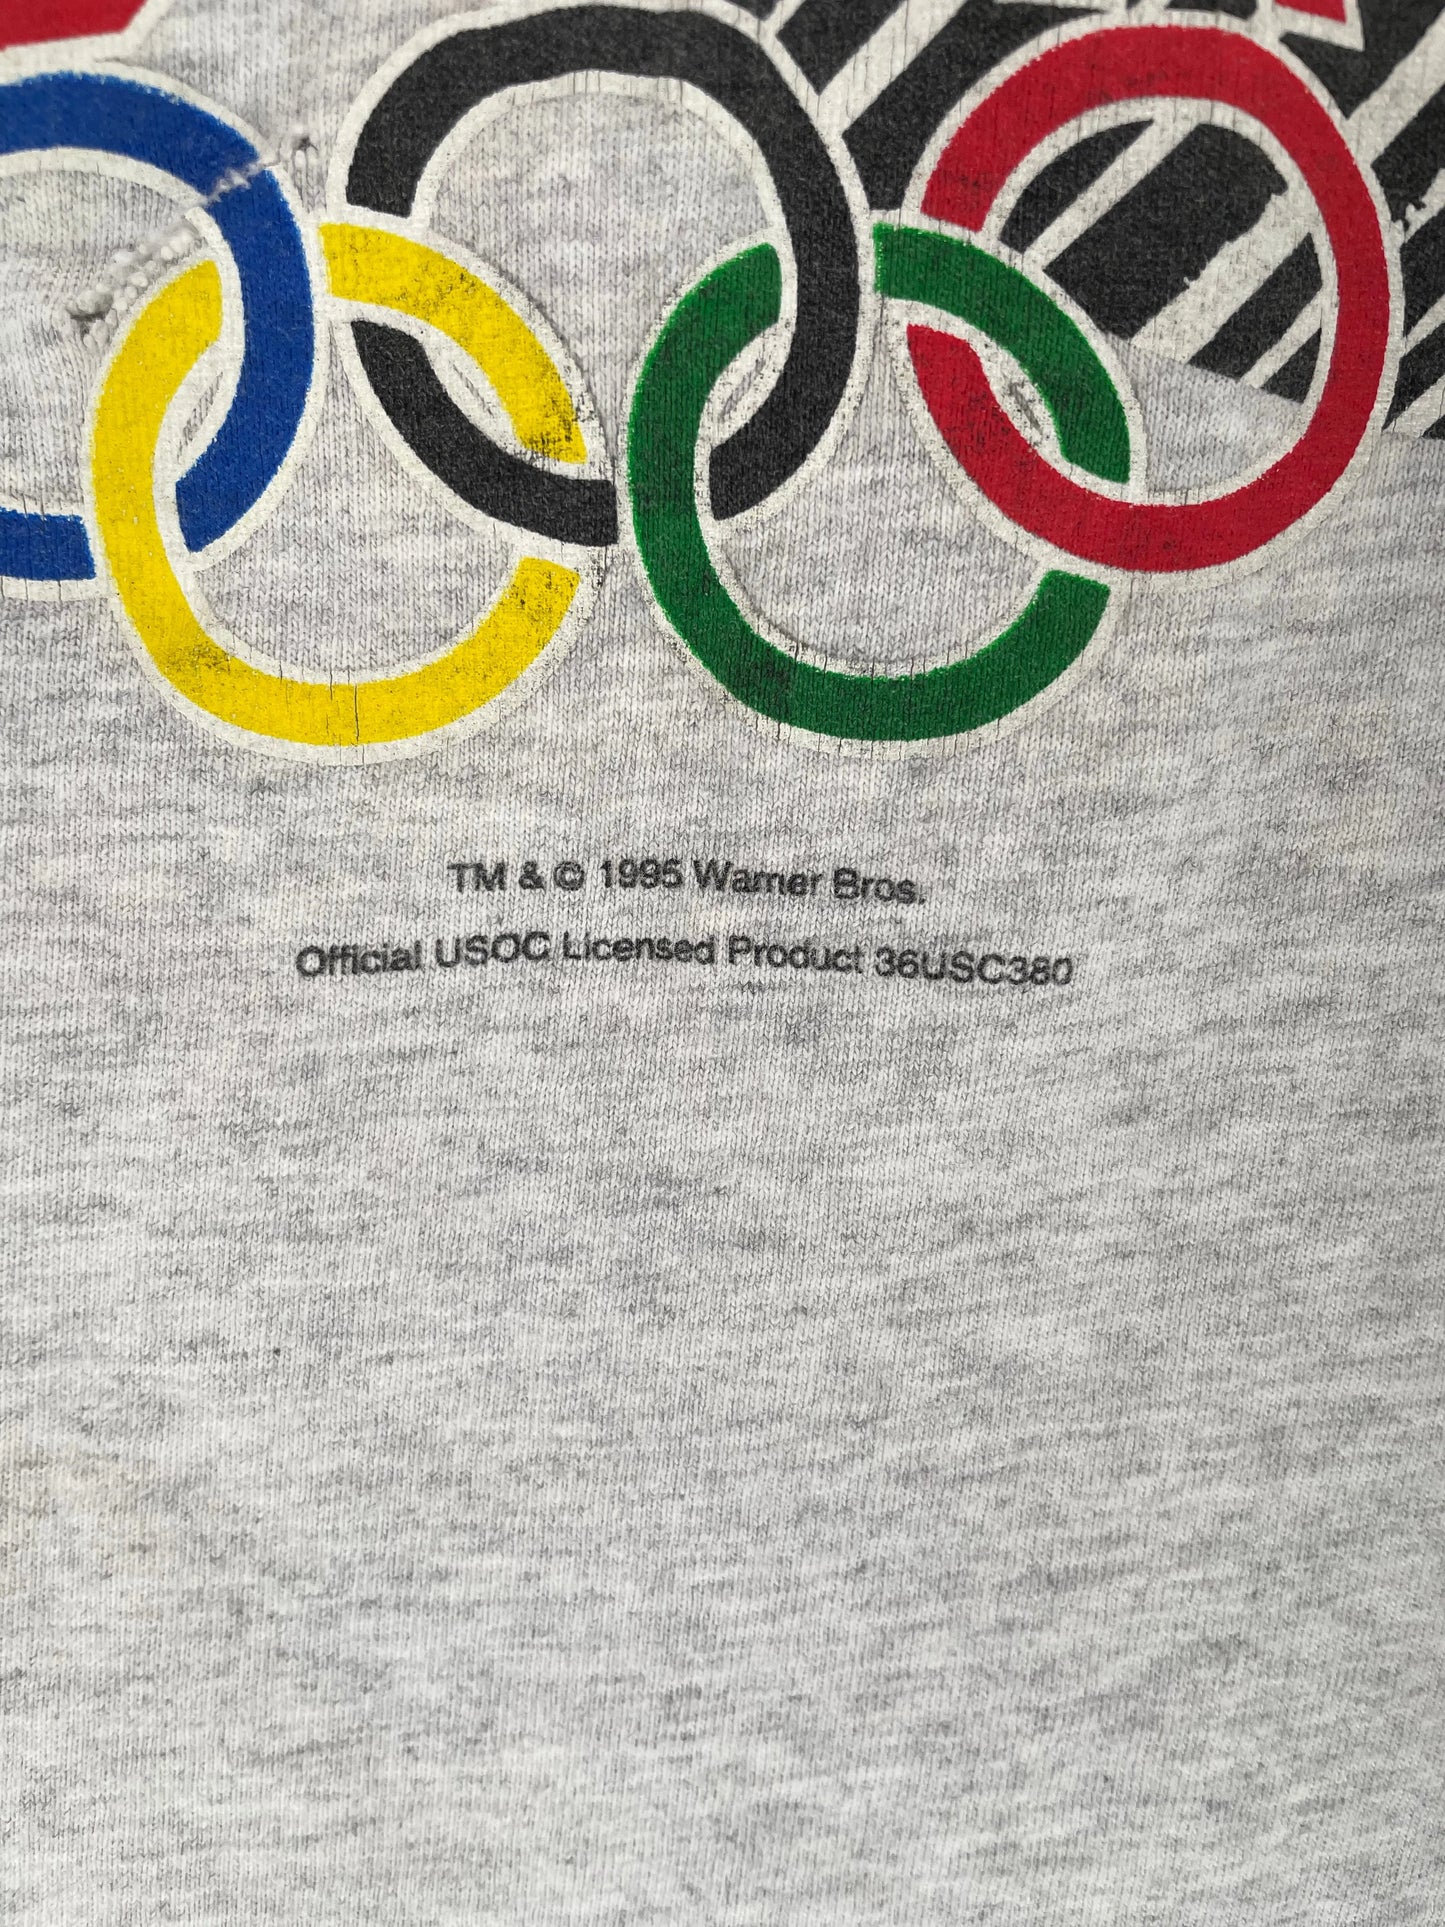 TM & © 1995 Warner Bros.
Official USOC Licensed Product 36USC380